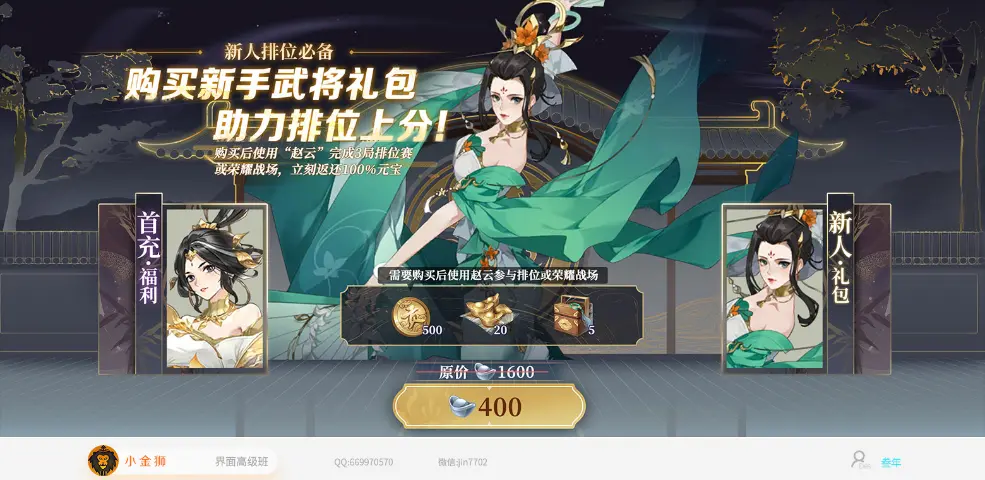 新人排位必备
购买新手武将礼包
助力排位上分!
购买后使用“赵云”完成3局排位赛
或荣耀战场，立刻返还100%元宝
首充·福利
新人·礼包
需要购买后使用赵云参与排位或荣耀战场
500
20
5
原价 1600
400
小金狮
界面高级班
QQ:669970570
微信:jin7702
叁年